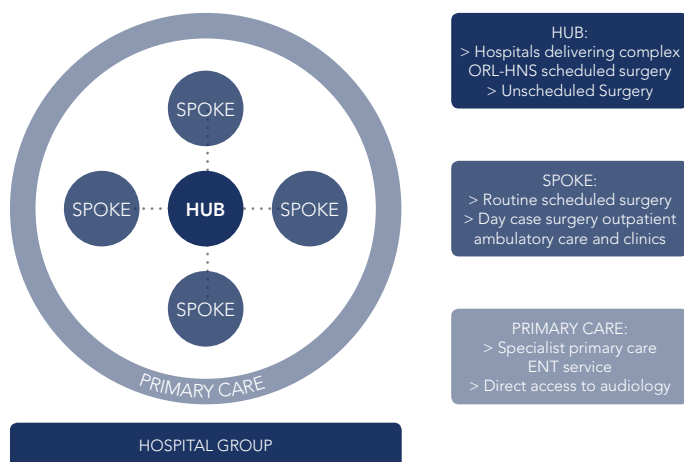 SPOKE
SPOKE
HUB
SPOKE
SPOKE
PRIMARY CARE
HOSPITAL GROUP
HUB:
> Hospitals delivering complex
ORL-HNS scheduled surgery
> Unscheduled Surgery
SPOKE:
> Routine scheduled surgery
> Day case surgery outpatient
ambulatory care and clinics
PRIMARY CARE:
> Specialist primary care
ENT service
> Direct access to audiology